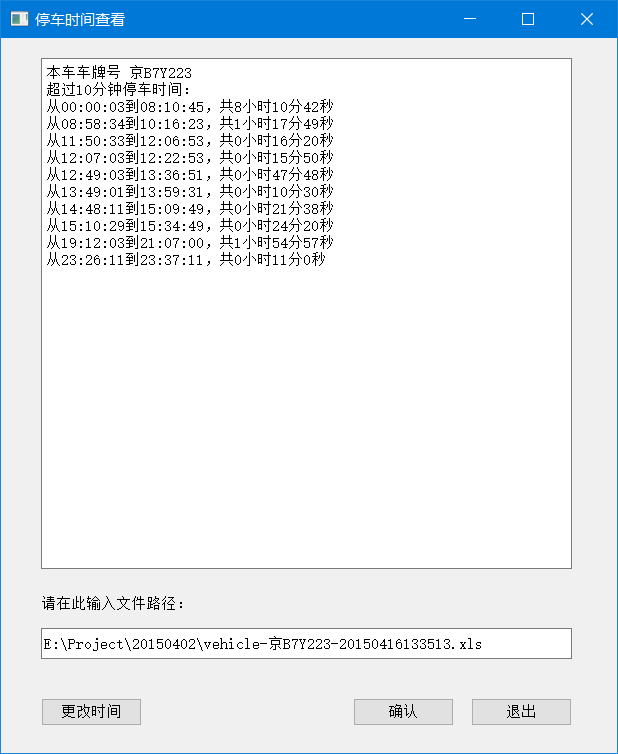 停车时间查看
本车车牌号 京B7Y223
超过10分钟停车时间:
从00:00:03到08:10:45，共8小时10分42秒
从08:58:34到10:16:23，共1小时17分49秒
从11:50:33到12:06:53，共0小时16分20秒
从12:07:03到12:22:53，共0小时15分50秒
从12:49:03到13:36:51，共0小时47分48秒
从13:49:01到13:59:31，共0小时10分30秒
从14:48:11到15:09:49，共0小时21分38秒
从15:10:29到15:34:49，共0小时24分20秒
从19:12:03到21:07:00，共1小时54分57秒
从23:26:11到23:37:11，共0小时11分0秒
请在此输入文件路径：
E:\Project\20150402\vehicle-京B7Y223-20150416133513.xls
更改时间 确认 退出